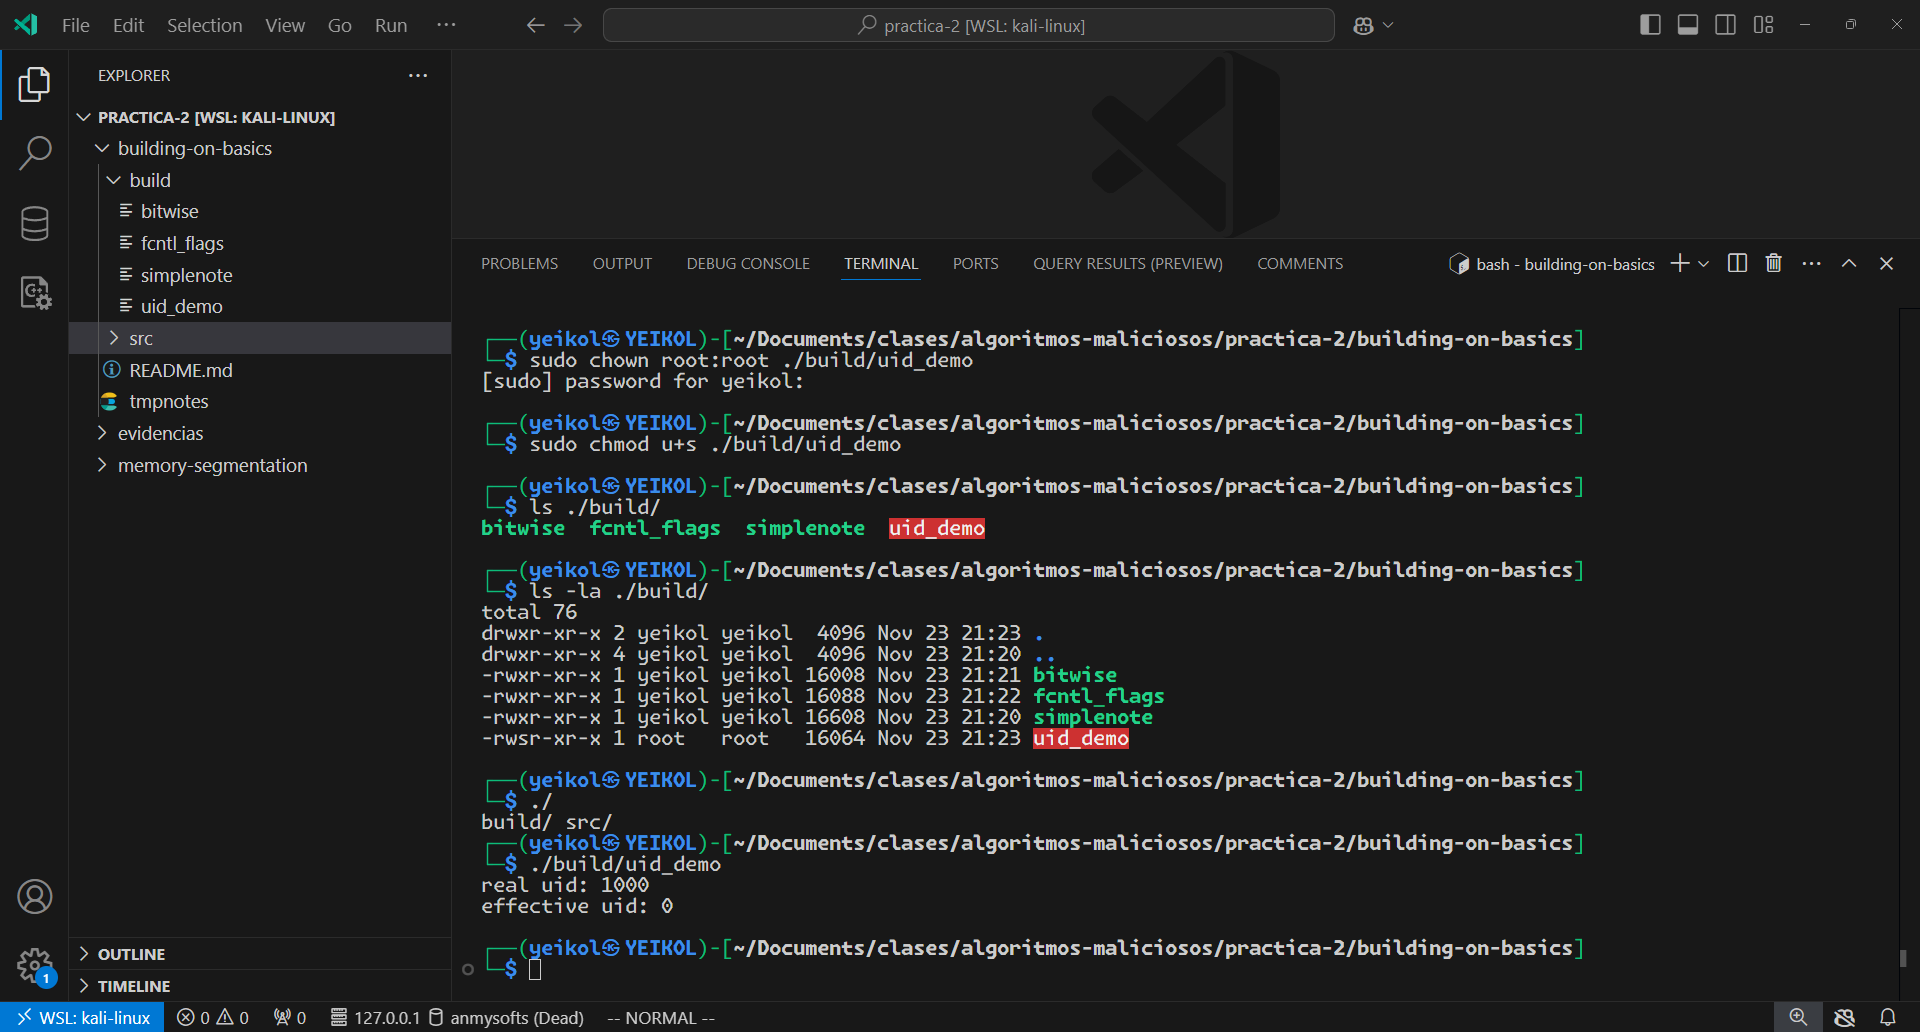 File Edit Selection View Go Run ···
practica-2 [WSL: kali-linux]
EXPLORER
PRACTICA-2 [WSL: KALI-LINUX]
building-on-basics
build
bitwise
fcntl_flags
simplenote
uid_demo
src
README.md
tmpnotes
evidencias
memory-segmentation
OUTLINE
TIMELINE
PROBLEMS OUTPUT DEBUG CONSOLE TERMINAL PORTS QUERY RESULTS (PREVIEW) COMMENTS
bash - building-on-basics
┌──(yeikol㉿YEIKOL)-[~/Documents/clases/algoritmos-maliciosos/practica-2/building-on-basics]
└─$ sudo chown root:root ./build/uid_demo
[sudo] password for yeikol:
┌──(yeikol㉿YEIKOL)-[~/Documents/clases/algoritmos-maliciosos/practica-2/building-on-basics]
└─$ sudo chmod u+s ./build/uid_demo
┌──(yeikol㉿YEIKOL)-[~/Documents/clases/algoritmos-maliciosos/practica-2/building-on-basics]
└─$ ls ./build/
bitwise fcntl_flags simplenote uid_demo
┌──(yeikol㉿YEIKOL)-[~/Documents/clases/algoritmos-maliciosos/practica-2/building-on-basics]
└─$ ls -la ./build/
total 76
drwxr-xr-x 2 yeikol yeikol 4096 Nov 23 21:23 .
drwxr-xr-x 4 yeikol yeikol 4096 Nov 23 21:20 ..
-rwxr-xr-x 1 yeikol yeikol 16008 Nov 23 21:21 bitwise
-rwxr-xr-x 1 yeikol yeikol 16088 Nov 23 21:22 fcntl_flags
-rwxr-xr-x 1 yeikol yeikol 16608 Nov 23 21:20 simplenote
-rwsr-xr-x 1 root root 16064 Nov 23 21:23 uid_demo
┌──(yeikol㉿YEIKOL)-[~/Documents/clases/algoritmos-maliciosos/practica-2/building-on-basics]
└─$ ./
build/ src/
┌──(yeikol㉿YEIKOL)-[~/Documents/clases/algoritmos-maliciosos/practica-2/building-on-basics]
└─$ ./build/uid_demo
real uid: 1000
effective uid: 0
┌──(yeikol㉿YEIKOL)-[~/Documents/clases/algoritmos-maliciosos/practica-2/building-on-basics]
└─$
1
WSL: kali-linux 0 0 0 127.0.0.1 anmysofts (Dead) -- NORMAL --